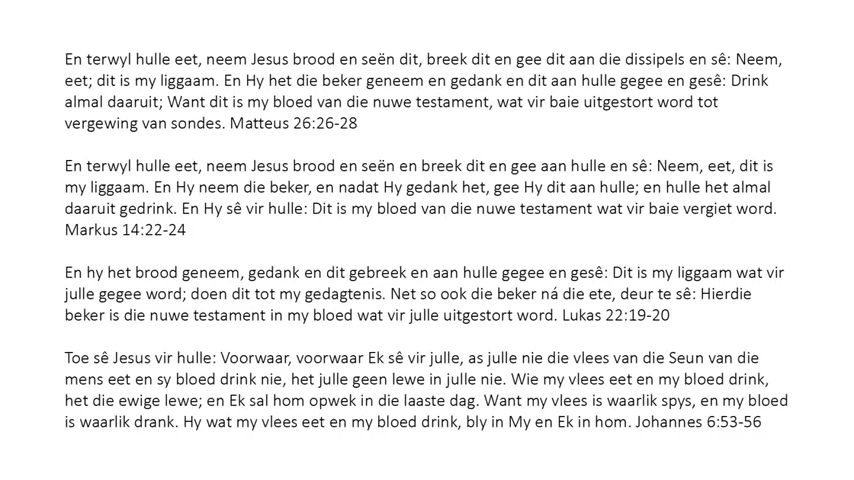 En terwyl hulle eet, neem Jesus brood en seën dit, breek dit en gee dit aan die dissipels en sê: Neem,
eet; dit is my liggaam. En Hy het die beker geneem en gedank en dit aan hulle gegee en gesê: Drink
almal daaruit; Want dit is my bloed van die nuwe testament, wat vir baie uitgestort word tot
vergewing van sondes. Matteus 26:26-28
En terwyl hulle eet, neem Jesus brood en seën en breek dit en gee aan hulle en sê: Neem, eet, dit is
my liggaam. En Hy neem die beker, en nadat Hy gedank het, gee Hy dit aan hulle; en hulle het almal
daaruit gedrink. En Hy sê vir hulle: Dit is my bloed van die nuwe testament wat vir baie vergiet word.
Markus 14:22-24
En hy het brood geneem, gedank en dit gebreek en aan hulle gegee en gesê: Dit is my liggaam wat vir
julle gegee word; doen dit tot my gedagtenis. Net so ook die beker ná die ete, deur te sê: Hierdie
beker is die nuwe testament in my bloed wat vir julle uitgestort word. Lukas 22:19-20
Toe sê Jesus vir hulle: Voorwaar, voorwaar Ek sê vir julle, as julle nie die vlees van die Seun van die
mens eet en sy bloed drink nie, het julle geen lewe in julle nie. Wie my vlees eet en my bloed drink,
het die ewige lewe; en Ek sal hom opwek in die laaste dag. Want my vlees is waarlik spys, en my bloed
is waarlik drank. Hy wat my vlees eet en my bloed drink, bly in My en Ek in hom. Johannes 6:53-56